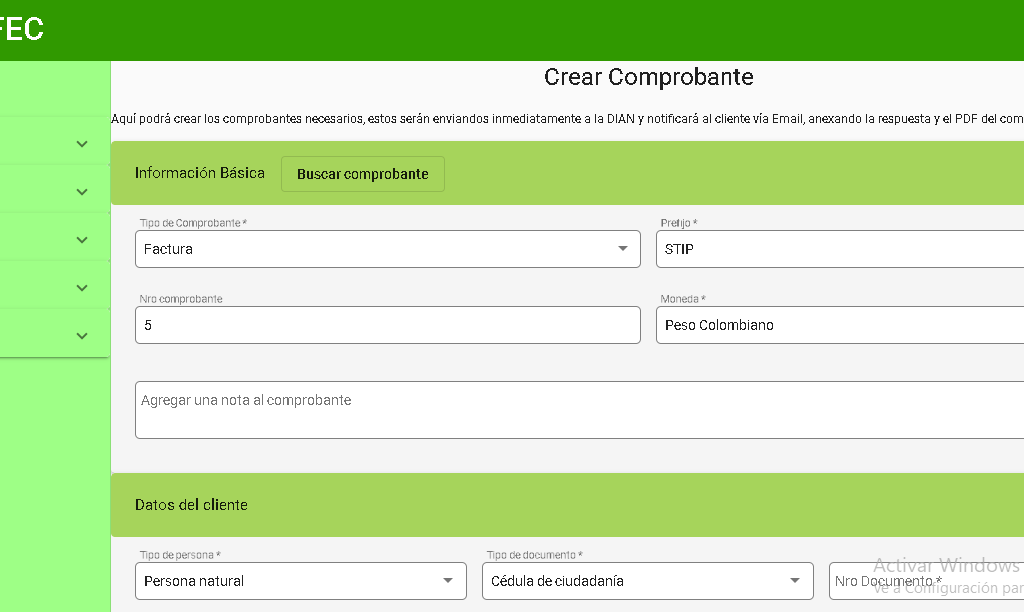 FEC
Crear Comprobante
Aquí podrá crear los comprobantes necesarios, estos serán enviandos inmediatamente a la DIAN y notificará al cliente vía Email, anexando la respuesta y el PDF del com
Información Básica Buscar comprobante
Tipo de Comprobante * Prefijo *
Factura STIP
Nro comprobante Moneda *
5 Peso Colombiano
Agregar una nota al comprobante
Datos del cliente
Tipo de persona * Tipo de documento *
Persona natural Cédula de ciudadanía Nro Documento *
Activar Windows
Ve a Configuración par